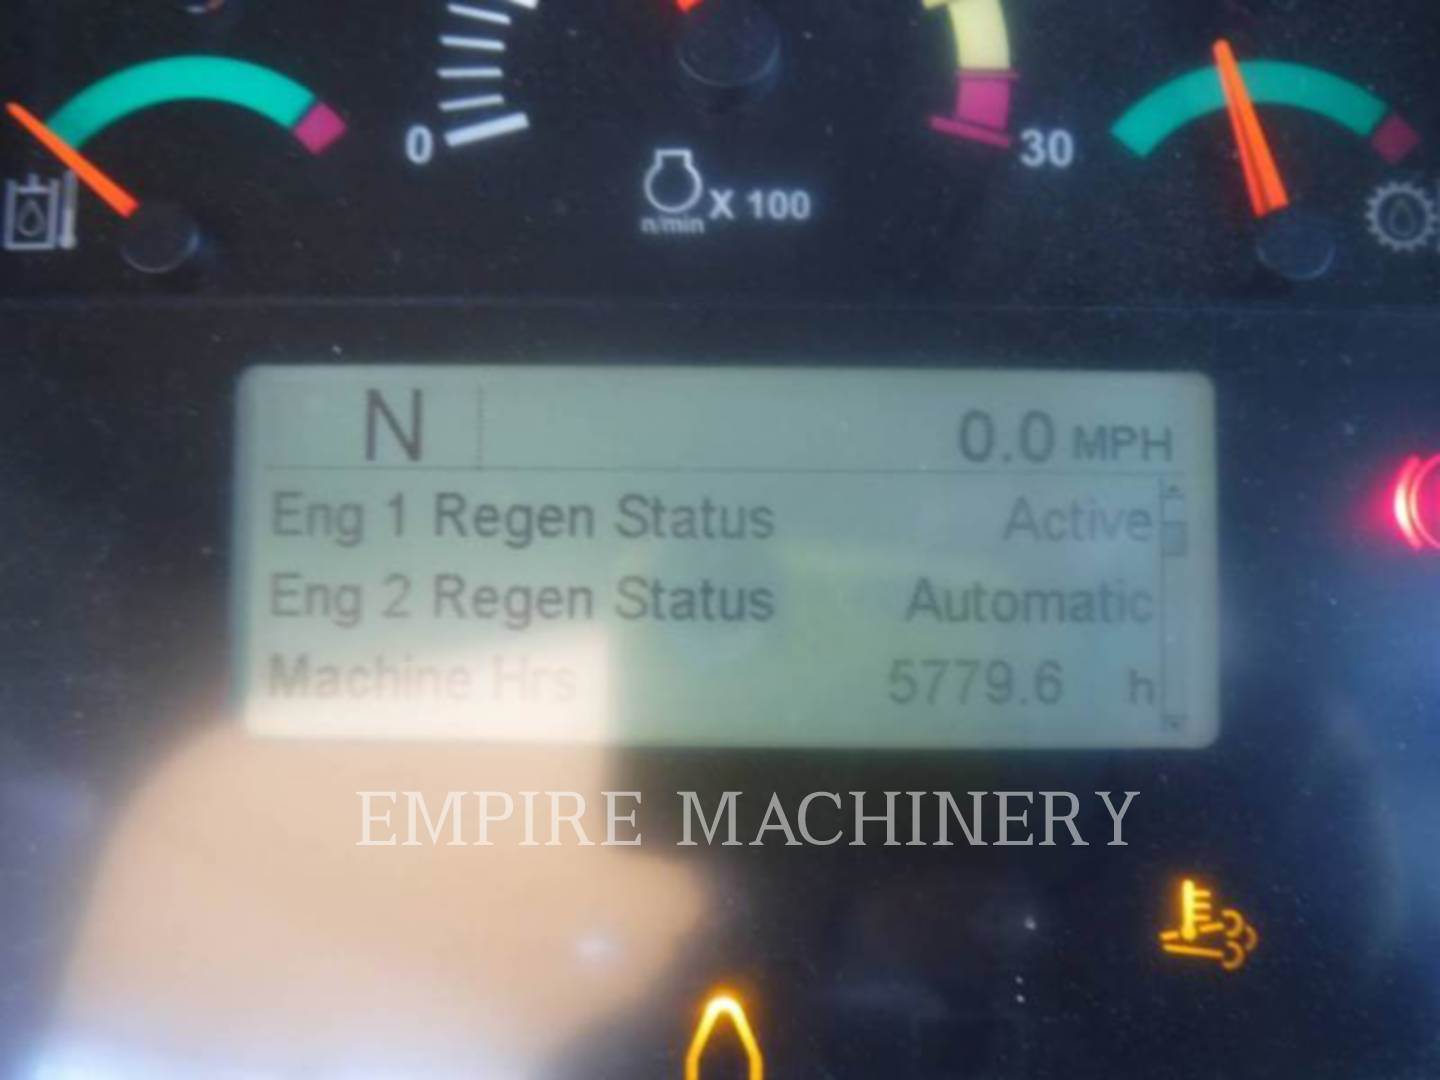 0
30
n/min X 100
N
0.0 MPH
Eng 1 Regen Status Active
Eng 2 Regen Status Automatic
Machine Hrs 5779.6 h
EMPIRE MACHINERY